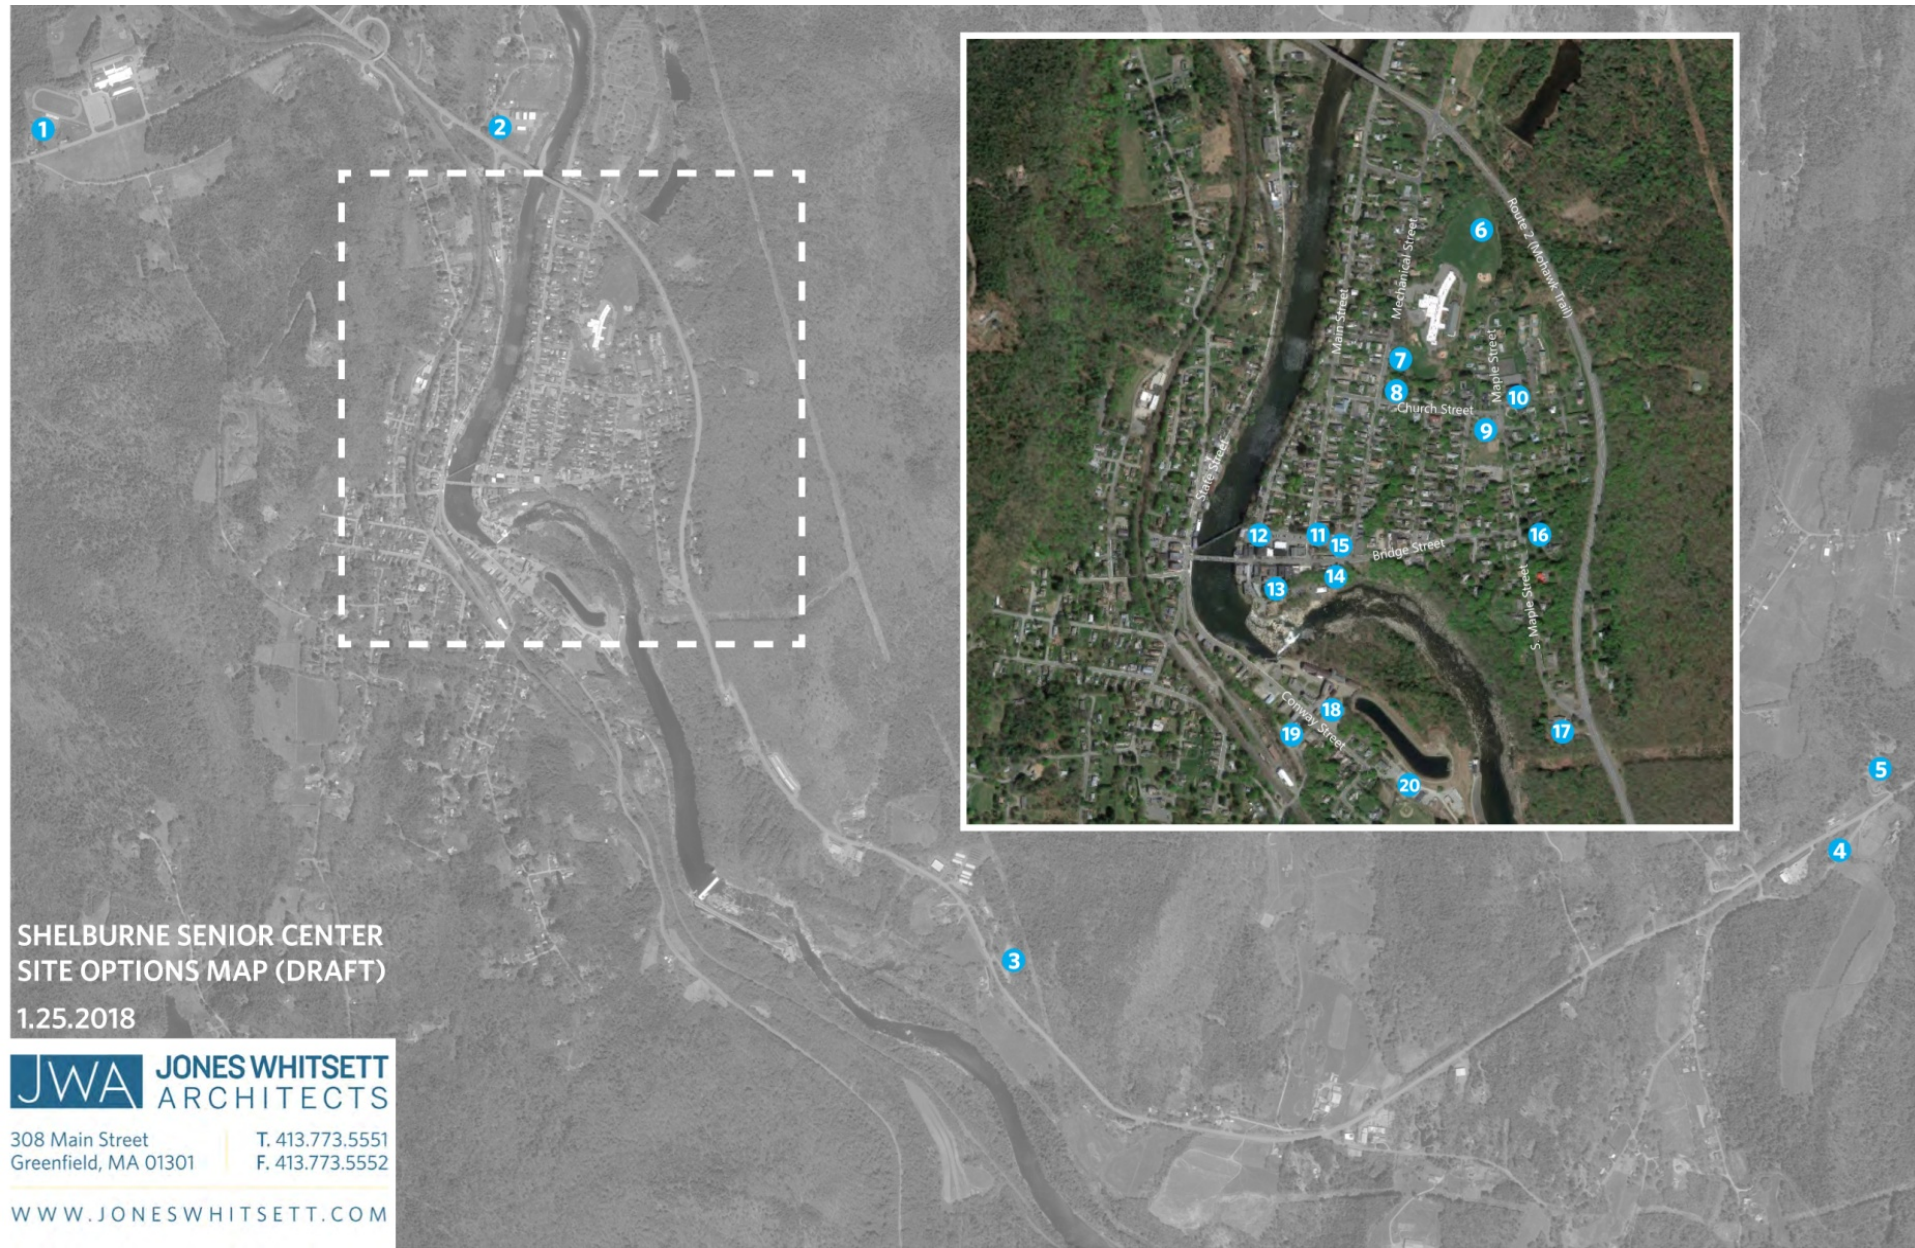 1
2
Route 2 (Mohawk Trail)
6
Mechanical Street
Main Street
Maple Street
7
8
10
Church Street
9
State Street
12
11
15
16
Bridge Street
14
13
S. Maple Street
Conway Street
18
17
19
20
5
4
3
SHELBURNE SENIOR CENTER
SITE OPTIONS MAP (DRAFT)
1.25.2018
JWA JONES WHITSETT
ARCHITECTS
308 Main Street T. 413.773.5551
Greenfield, MA 01301 F. 413.773.5552
WWW.JONESWHITSETT.COM